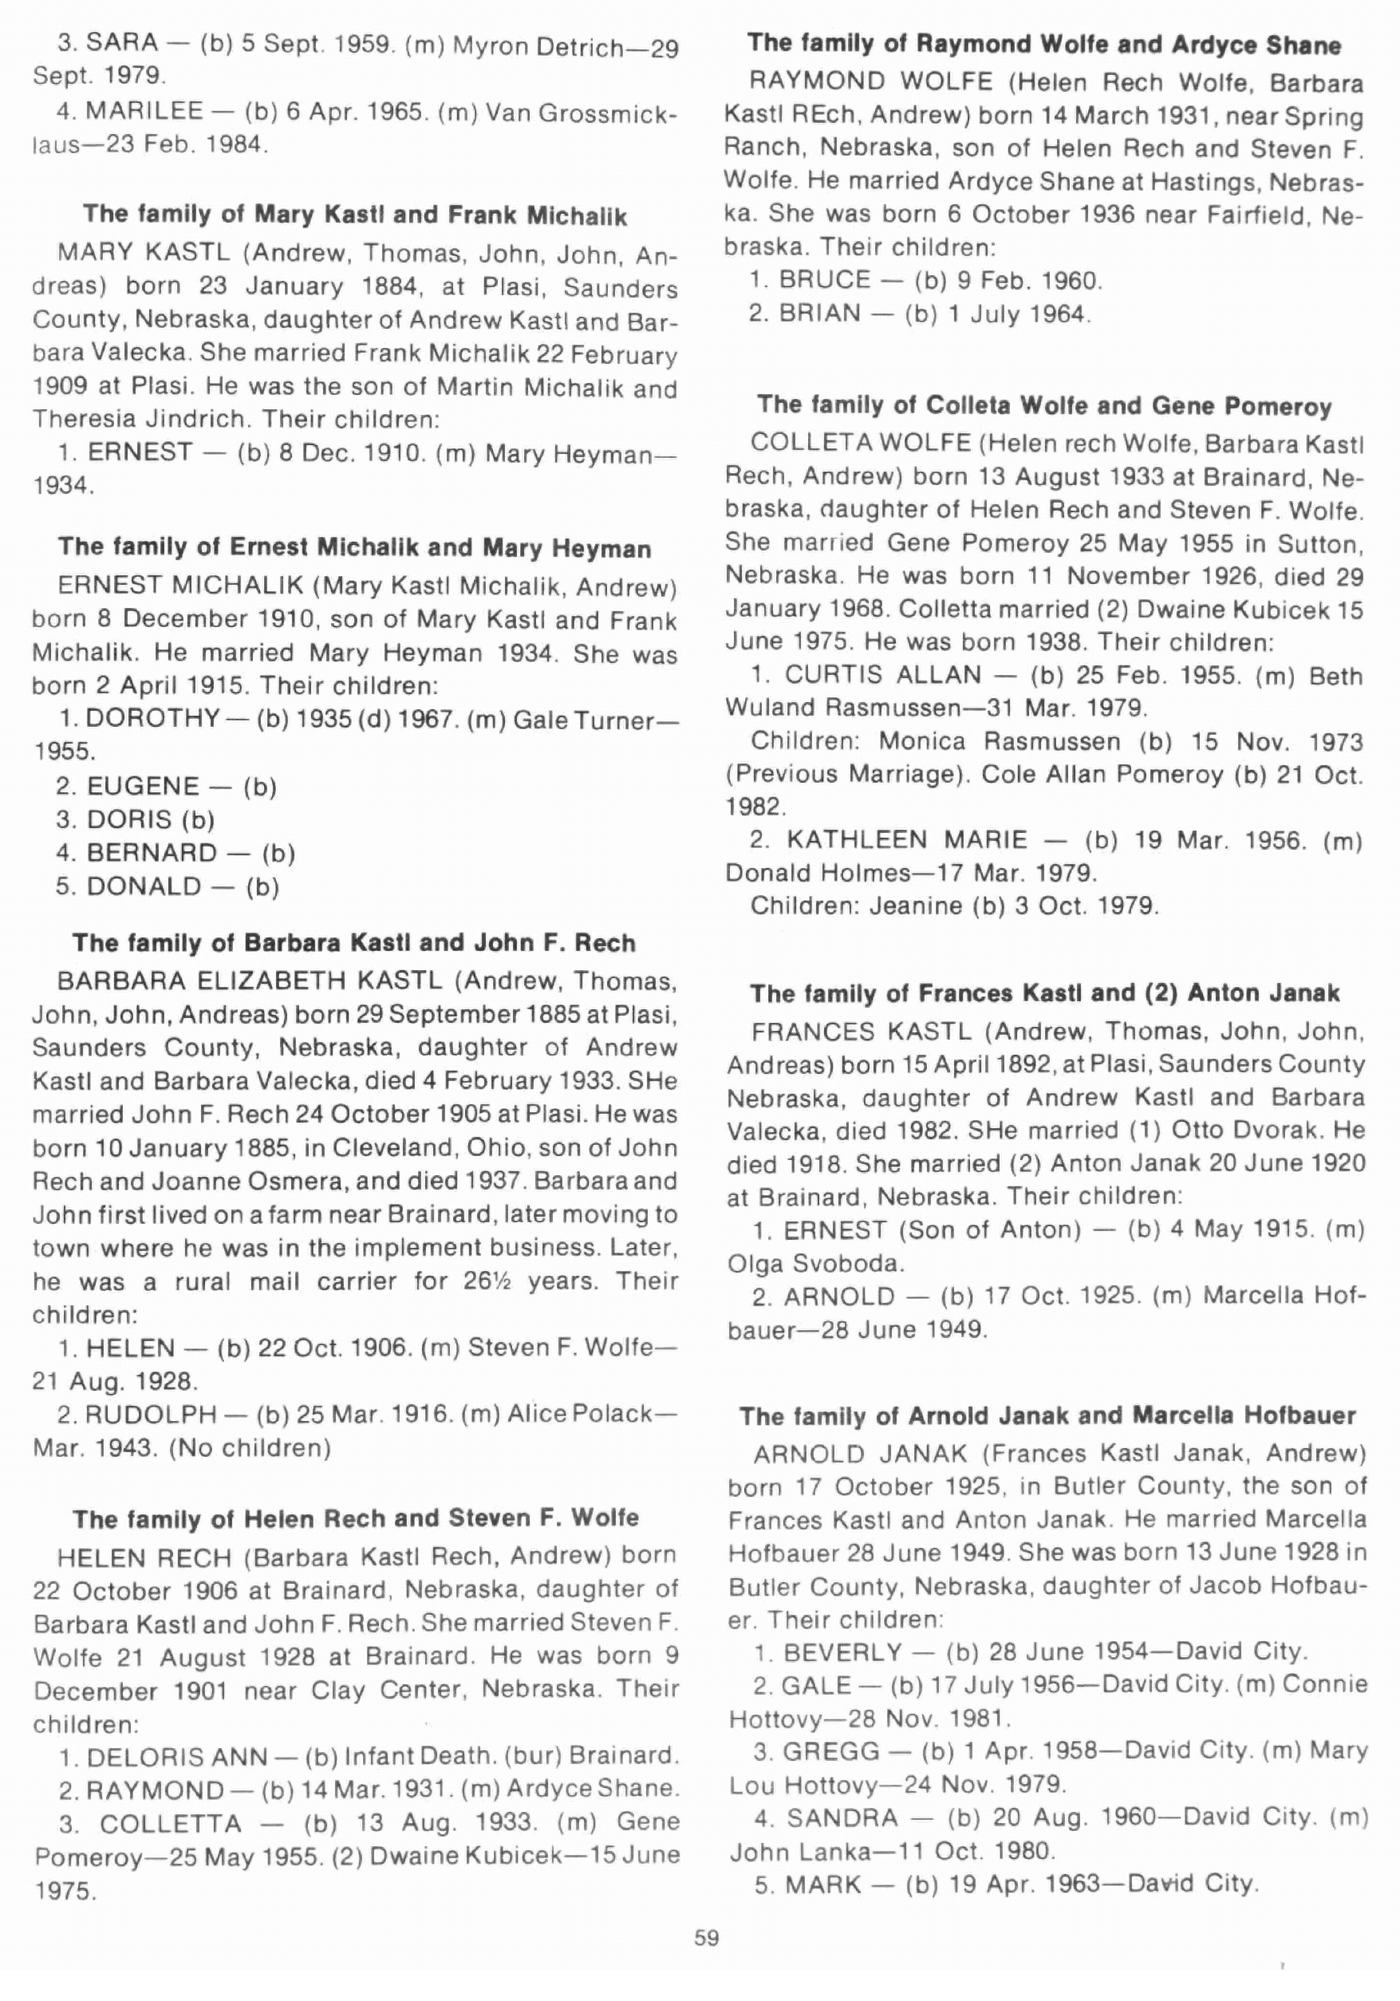 3. SARA — (b) 5 Sept. 1959. (m) Myron Detrich—29
Sept. 1979.
4. MARILEE — (b) 6 Apr. 1965. (m) Van Grossmick-
laus—23 Feb. 1984.
The family of Mary Kastl and Frank Michalik
MARY KASTL (Andrew, Thomas, John, John, An-
dreas) born 23 January 1884, at Plasi, Saunders
County, Nebraska, daughter of Andrew Kastl and Bar-
bara Valecka. She married Frank Michalik 22 February
1909 at Plasi. He was the son of Martin Michalik and
Theresia Jindrich. Their children:
1. ERNEST — (b) 8 Dec. 1910. (m) Mary Heyman—
1934.
The family of Ernest Michalik and Mary Heyman
ERNEST MICHALIK (Mary Kastl Michalik, Andrew)
born 8 December 1910, son of Mary Kastl and Frank
Michalik. He married Mary Heyman 1934. She was
born 2 April 1915. Their children:
1. DOROTHY — (b) 1935 (d) 1967. (m) Gale Turner—
1955.
2. EUGENE — (b)
3. DORIS (b)
4. BERNARD — (b)
5. DONALD — (b)
The family of Barbara Kastl and John F. Rech
BARBARA ELIZABETH KASTL (Andrew, Thomas,
John, John, Andreas) born 29 September 1885 at Plasi,
Saunders County, Nebraska, daughter of Andrew
Kastl and Barbara Valecka, died 4 February 1933. SHe
married John F. Rech 24 October 1905 at Plasi. He was
born 10 January 1885, in Cleveland, Ohio, son of John
Rech and Joanne Osmera, and died 1937. Barbara and
John first lived on a farm near Brainard, later moving to
town where he was in the implement business. Later,
he was a rural mail carrier for 26½ years. Their
children:
1. HELEN — (b) 22 Oct. 1906. (m) Steven F. Wolfe—
21 Aug. 1928.
2. RUDOLPH — (b) 25 Mar. 1916. (m) Alice Polack—
Mar. 1943. (No children)
The family of Helen Rech and Steven F. Wolfe
HELEN RECH (Barbara Kastl Rech, Andrew) born
22 October 1906 at Brainard, Nebraska, daughter of
Barbara Kastl and John F. Rech. She married Steven F.
Wolfe 21 August 1928 at Brainard. He was born 9
December 1901 near Clay Center, Nebraska. Their
children:
1. DELORIS ANN — (b) Infant Death. (bur) Brainard.
2. RAYMOND — (b) 14 Mar. 1931. (m) Ardyce Shane.
3. COLLETTA — (b) 13 Aug. 1933. (m) Gene
Pomeroy—25 May 1955. (2) Dwaine Kubicek—15 June
1975.
The family of Raymond Wolfe and Ardyce Shane
RAYMOND WOLFE (Helen Rech Wolfe, Barbara
Kastl REch, Andrew) born 14 March 1931, near Spring
Ranch, Nebraska, son of Helen Rech and Steven F.
Wolfe. He married Ardyce Shane at Hastings, Nebras-
ka. She was born 6 October 1936 near Fairfield, Ne-
braska. Their children:
1. BRUCE — (b) 9 Feb. 1960.
2. BRIAN — (b) 1 July 1964.
The family of Colleta Wolfe and Gene Pomeroy
COLLETA WOLFE (Helen rech Wolfe, Barbara Kastl
Rech, Andrew) born 13 August 1933 at Brainard, Ne-
braska, daughter of Helen Rech and Steven F. Wolfe.
She married Gene Pomeroy 25 May 1955 in Sutton,
Nebraska. He was born 11 November 1926, died 29
January 1968. Colletta married (2) Dwaine Kubicek 15
June 1975. He was born 1938. Their children:
1. CURTIS ALLAN — (b) 25 Feb. 1955. (m) Beth
Wuland Rasmussen—31 Mar. 1979.
Children: Monica Rasmussen (b) 15 Nov. 1973
(Previous Marriage). Cole Allan Pomeroy (b) 21 Oct.
1982.
2. KATHLEEN MARIE — (b) 19 Mar. 1956. (m)
Donald Holmes—17 Mar. 1979.
Children: Jeanine (b) 3 Oct. 1979.
The family of Frances Kastl and (2) Anton Janak
FRANCES KASTL (Andrew, Thomas, John, John,
Andreas) born 15 April 1892, at Plasi, Saunders County
Nebraska, daughter of Andrew Kastl and Barbara
Valecka, died 1982. SHe married (1) Otto Dvorak. He
died 1918. She married (2) Anton Janak 20 June 1920
at Brainard, Nebraska. Their children:
1. ERNEST (Son of Anton) — (b) 4 May 1915. (m)
Olga Svoboda.
2. ARNOLD — (b) 17 Oct. 1925. (m) Marcella Hof-
bauer—28 June 1949.
The family of Arnold Janak and Marcella Hofbauer
ARNOLD JANAK (Frances Kastl Janak, Andrew)
born 17 October 1925, in Butler County, the son of
Frances Kastl and Anton Janak. He married Marcella
Hofbauer 28 June 1949. She was born 13 June 1928 in
Butler County, Nebraska, daughter of Jacob Hofbau-
er. Their children:
1. BEVERLY — (b) 28 June 1954—David City.
2. GALE — (b) 17 July 1956—David City. (m) Connie
Hottovy—28 Nov. 1981.
3. GREGG — (b) 1 Apr. 1958—David City. (m) Mary
Lou Hottovy—24 Nov. 1979.
4. SANDRA — (b) 20 Aug. 1960—David City. (m)
John Lanka—11 Oct. 1980.
5. MARK — (b) 19 Apr. 1963—David City.
59